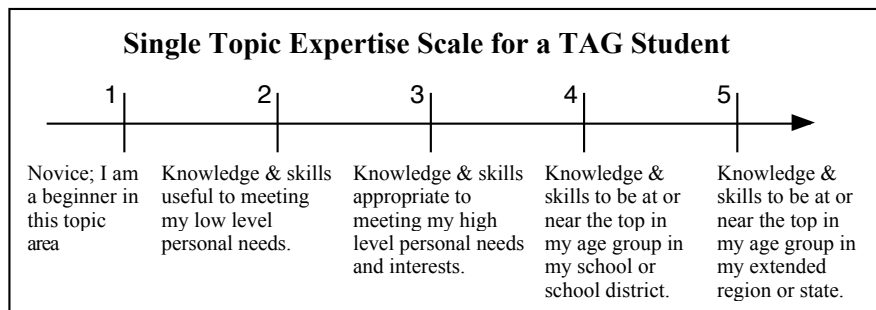 Single Topic Expertise Scale for a TAG Student
1 2 3 4 5
Novice; I am
a beginner in
this topic
area
Knowledge & skills
useful to meeting
my low level
personal needs.
Knowledge & skills
appropriate to
meeting my high
level personal needs
and interests.
Knowledge &
skills to be at or
near the top in
my age group in
my school or
school district.
Knowledge &
skills to be at or
near the top in
my age group in
my extended
region or state.